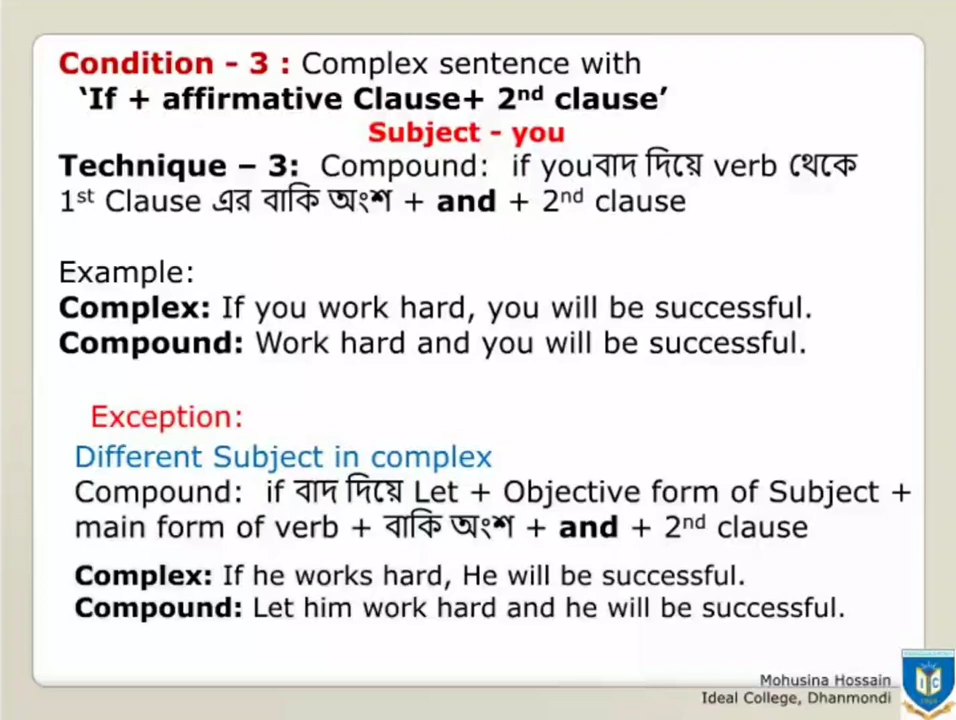 Condition - 3 : Complex sentence with
‘If + affirmative Clause+ 2nd clause’
Subject - you
Technique – 3: Compound: if youবাদ দিয়ে verb থেকে
1st Clause এর বাকি অংশ + and + 2nd clause
Example:
Complex: If you work hard, you will be successful.
Compound: Work hard and you will be successful.
Exception:
Different Subject in complex
Compound: if বাদ দিয়ে Let + Objective form of Subject +
main form of verb + বাকি অংশ + and + 2nd clause
Complex: If he works hard, He will be successful.
Compound: Let him work hard and he will be successful.
Mohusina Hossain
Ideal College, Dhanmondi